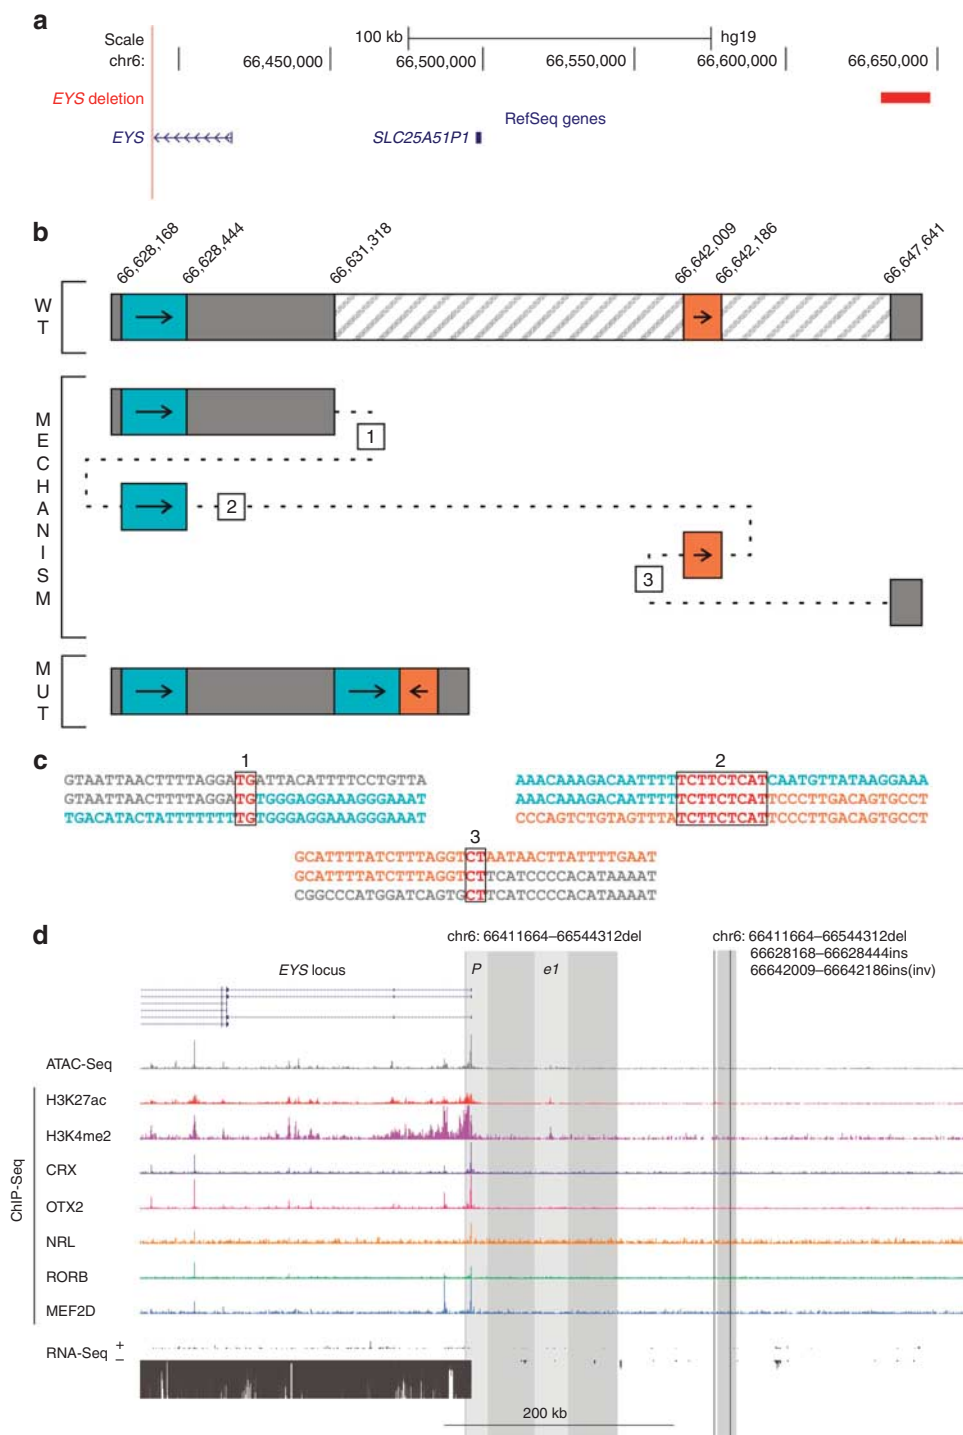 a
Scale
100 kb
hg19
chr6:
66,450,000
66,500,000
66,550,000
66,600,000
66,650,000
EYS deletion
RefSeq genes
EYS
SLC25A51P1
b
66,628,168
66,628,444
66,631,318
66,642,009
66,642,186
66,647,641
WT
MECHANISM
1
2
3
MUT
c
1
GTAATTAACTTTTAGGATGATTACATTTTCCTGTTA
GTAATTAACTTTTAGGATGTGGGAGGAAAGGGAAAT
TGACATACTATTTTTTTTGTGGGAGGAAAGGGAAAT
2
AAACAAAGACAATTTTTCTTCTCATCAATGTTATAAGGAAA
AAACAAAGACAATTTTTCTTCTCATTCCCTTGACAGTGCCT
CCCAGTCTGTAGTTTATCTTCTCATTCCCTTGACAGTGCCT
3
GCATTTTATCTTTAGGTCTAATAACTTATTTTGAAT
GCATTTTATCTTTAGGTCTTCATCCCCACATAAAAT
CGGCCCATGGATCAGTGCTTCATCCCCACATAAAAT
d
chr6: 66411664–66544312del
chr6: 66411664–66544312del
66628168–66628444ins
66642009–66642186ins(inv)
EYS locus
P
e1
ATAC-Seq
ChIP-Seq
H3K27ac
H3K4me2
CRX
OTX2
NRL
RORB
MEF2D
RNA-Seq
+
–
200 kb